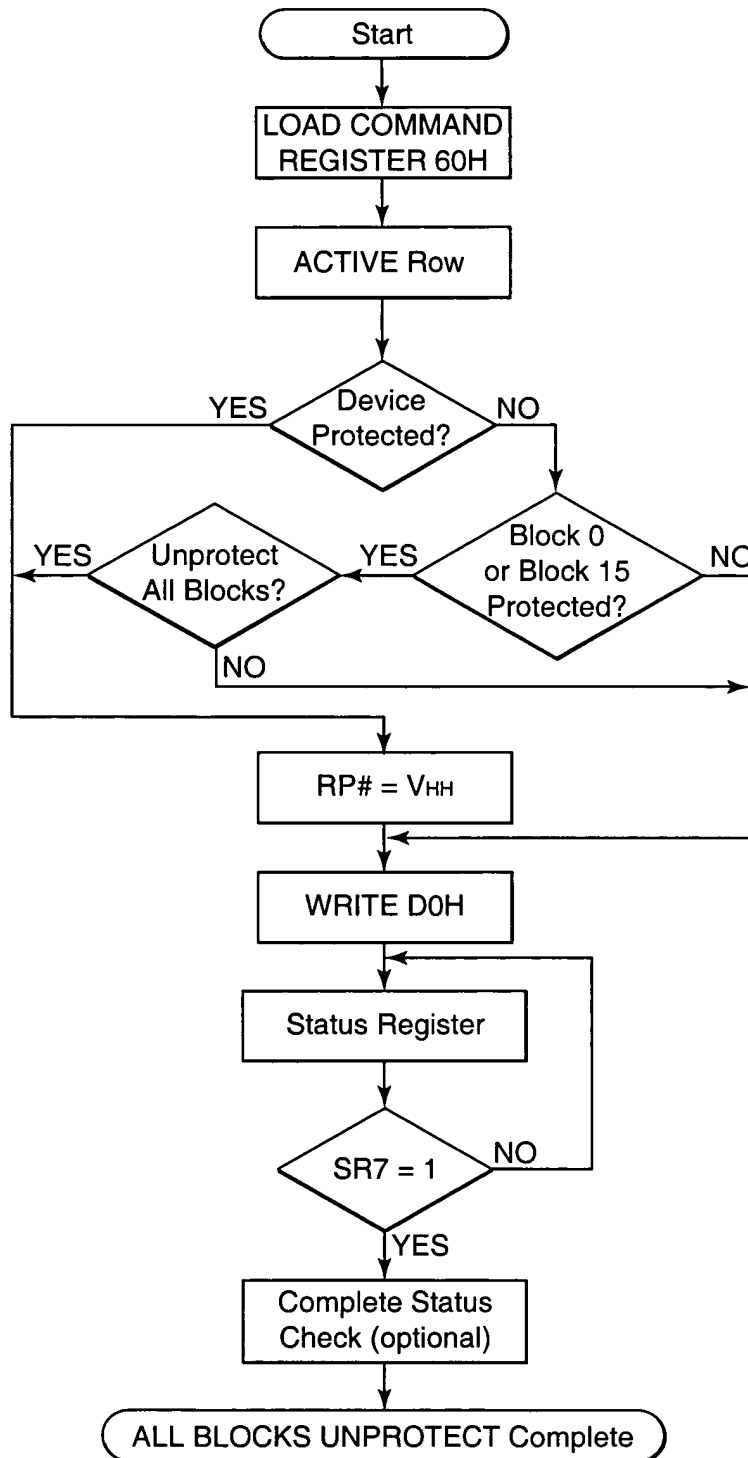 Start
LOAD COMMAND
REGISTER 60H
ACTIVE Row
YES
Device
Protected?
NO
YES
Unprotect
All Blocks?
YES
Block 0
or Block 15
Protected?
NO
NO
RP# = VHH
WRITE D0H
Status Register
SR7 = 1
NO
YES
Complete Status
Check (optional)
ALL BLOCKS UNPROTECT Complete